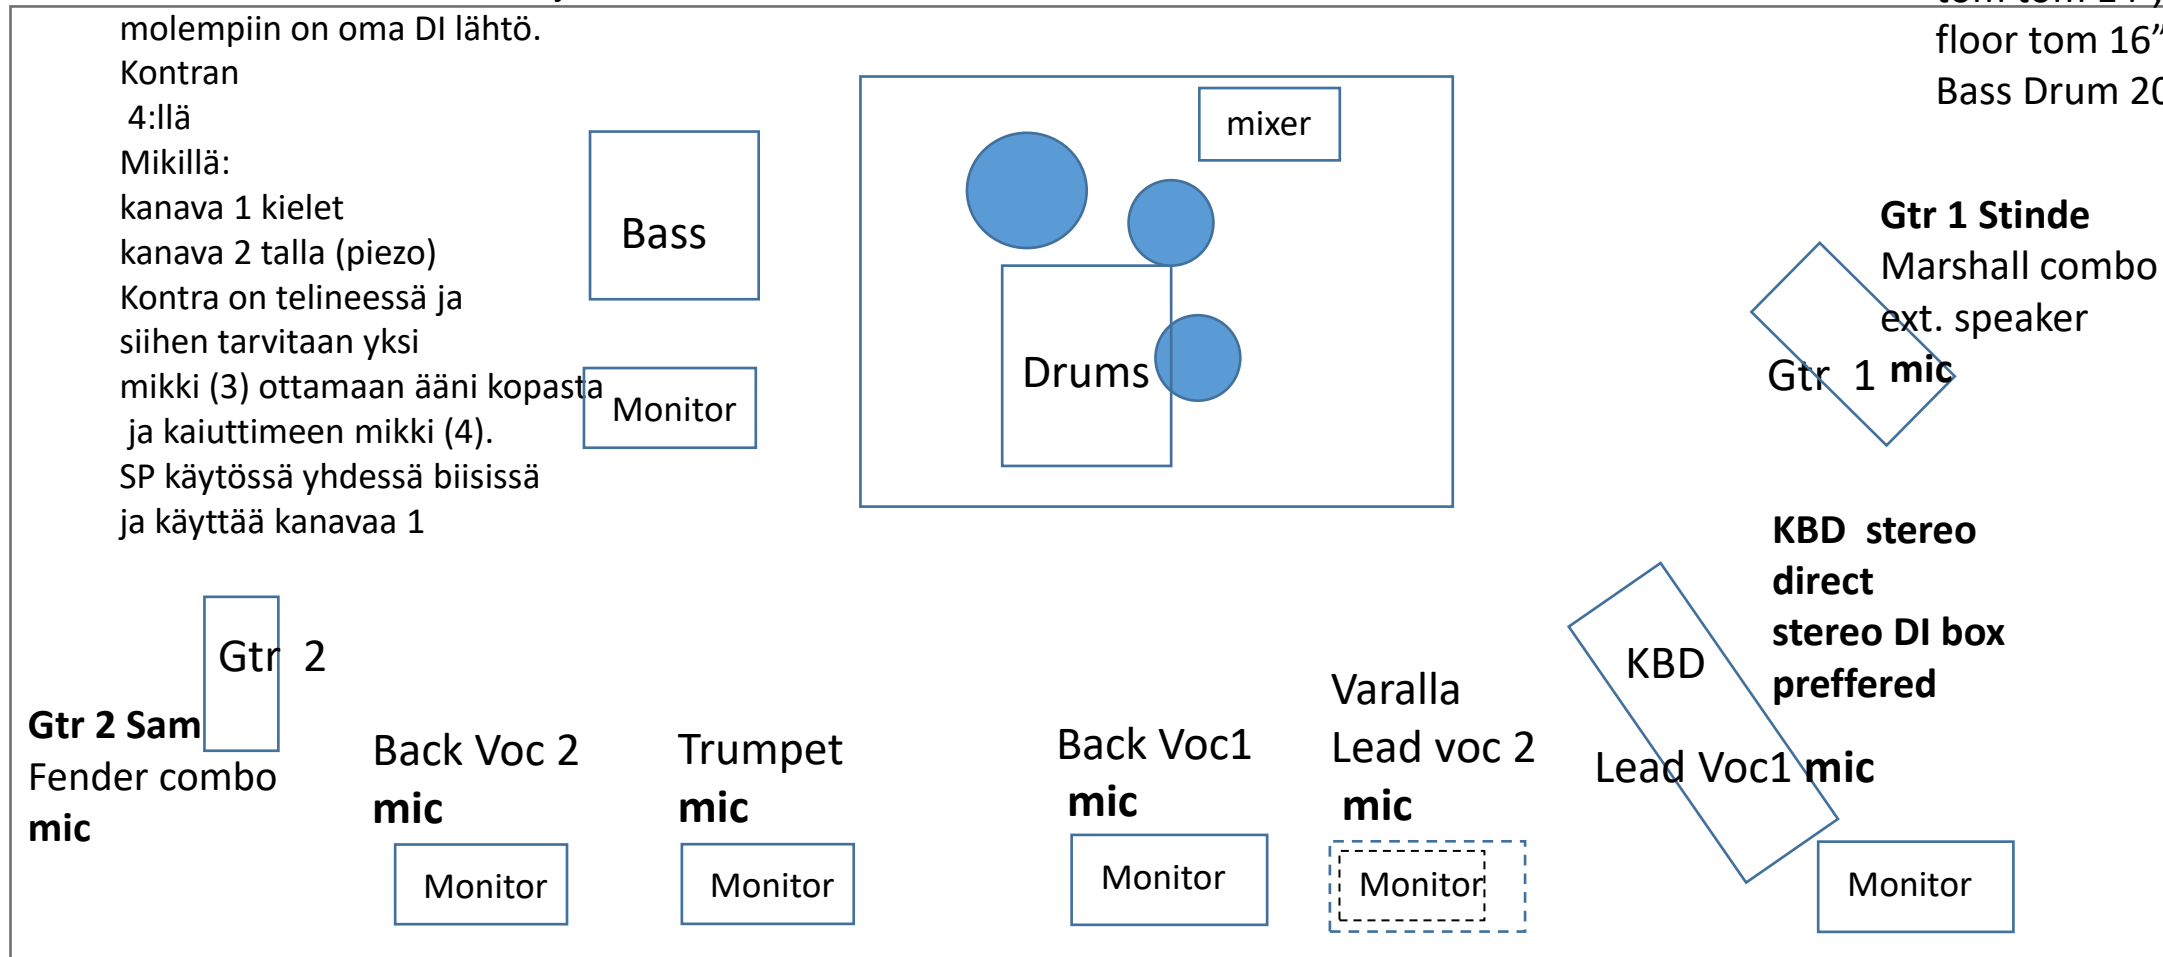 molempiin on oma DI lähtö.
Kontran
4:llä
Mikillä:
kanava 1 kielet
kanava 2 talla (piezo)
Kontra on telineessä ja
siihen tarvitaan yksi
mikki (3) ottamaan ääni kopasta
ja kaiuttimeen mikki (4).
SP käytössä yhdessä biisissä
ja käyttää kanavaa 1
Bass
Monitor
mixer
Drums
floor tom 16”
Bass Drum 20
Gtr 1 Stinde
Marshall combo
ext. speaker
mic
Gtr 1
KBD stereo
direct
stereo DI box
preffered
KBD
Gtr 2
Gtr 2 Sam
Fender combo
mic
Back Voc 2
mic
Monitor
Trumpet
mic
Monitor
Back Voc1
mic
Monitor
Varalla
Lead voc 2
mic
Monitor
Lead Voc1 mic
Monitor